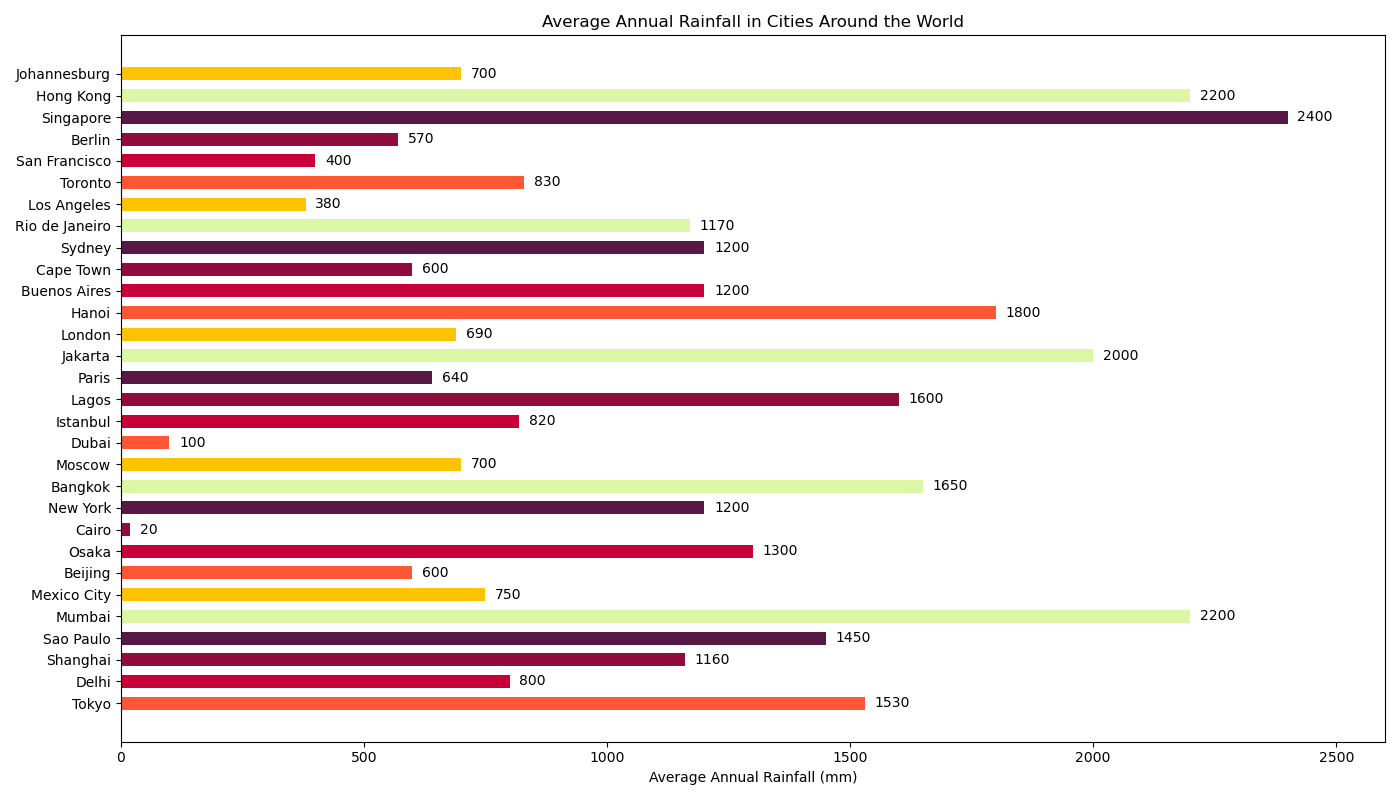 Average Annual Rainfall in Cities Around the World
Johannesburg 700
Hong Kong 2200
Singapore 2400
Berlin 570
San Francisco 400
Toronto 830
Los Angeles 380
Rio de Janeiro 1170
Sydney 1200
Cape Town 600
Buenos Aires 1200
Hanoi 1800
London 690
Jakarta 2000
Paris 640
Lagos 1600
Istanbul 820
Dubai 100
Moscow 700
Bangkok 1650
New York 1200
Cairo 20
Osaka 1300
Beijing 600
Mexico City 750
Mumbai 2200
Sao Paulo 1450
Shanghai 1160
Delhi 800
Tokyo 1530
0 500 1000 1500 2000 2500
Average Annual Rainfall (mm)